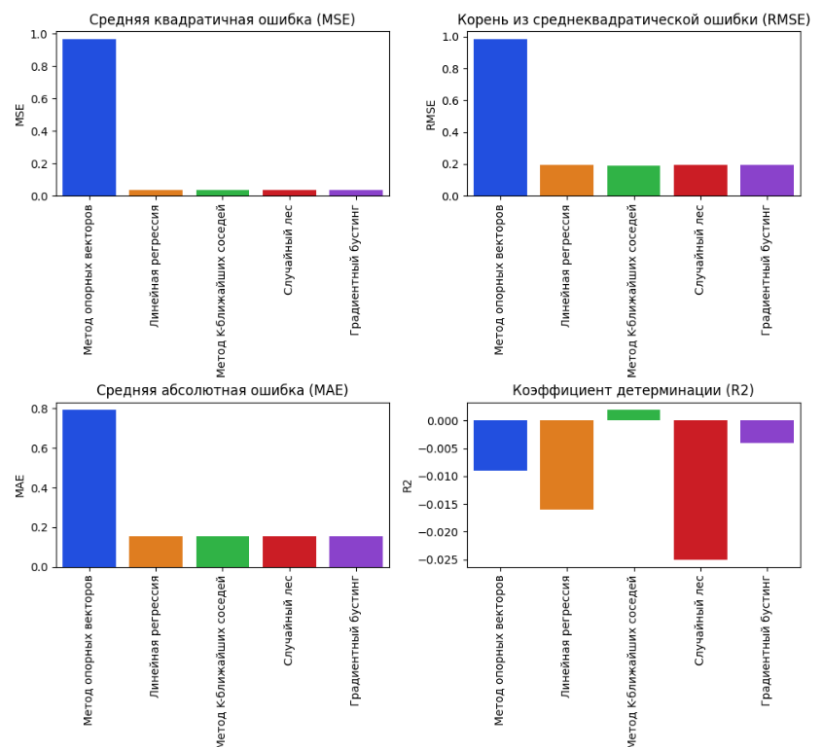 Средняя квадратичная ошибка (MSE)
1.0
0.8
0.6
0.4
0.2
0.0
MSE
Метод опорных векторов
Линейная регрессия
Метод К-ближайших соседей
Случайный лес
Градиентный бустинг
Корень из среднеквадратической ошибки (RMSE)
1.0
0.8
0.6
0.4
0.2
0.0
RMSE
Метод опорных векторов
Линейная регрессия
Метод К-ближайших соседей
Случайный лес
Градиентный бустинг
Средняя абсолютная ошибка (MAE)
0.8
0.6
0.4
0.2
0.0
MAE
Метод опорных векторов
Линейная регрессия
Метод К-ближайших соседей
Случайный лес
Градиентный бустинг
Коэффициент детерминации (R2)
0.000
−0.005
−0.010
−0.015
−0.020
−0.025
R2
Метод опорных векторов
Линейная регрессия
Метод К-ближайших соседей
Случайный лес
Градиентный бустинг